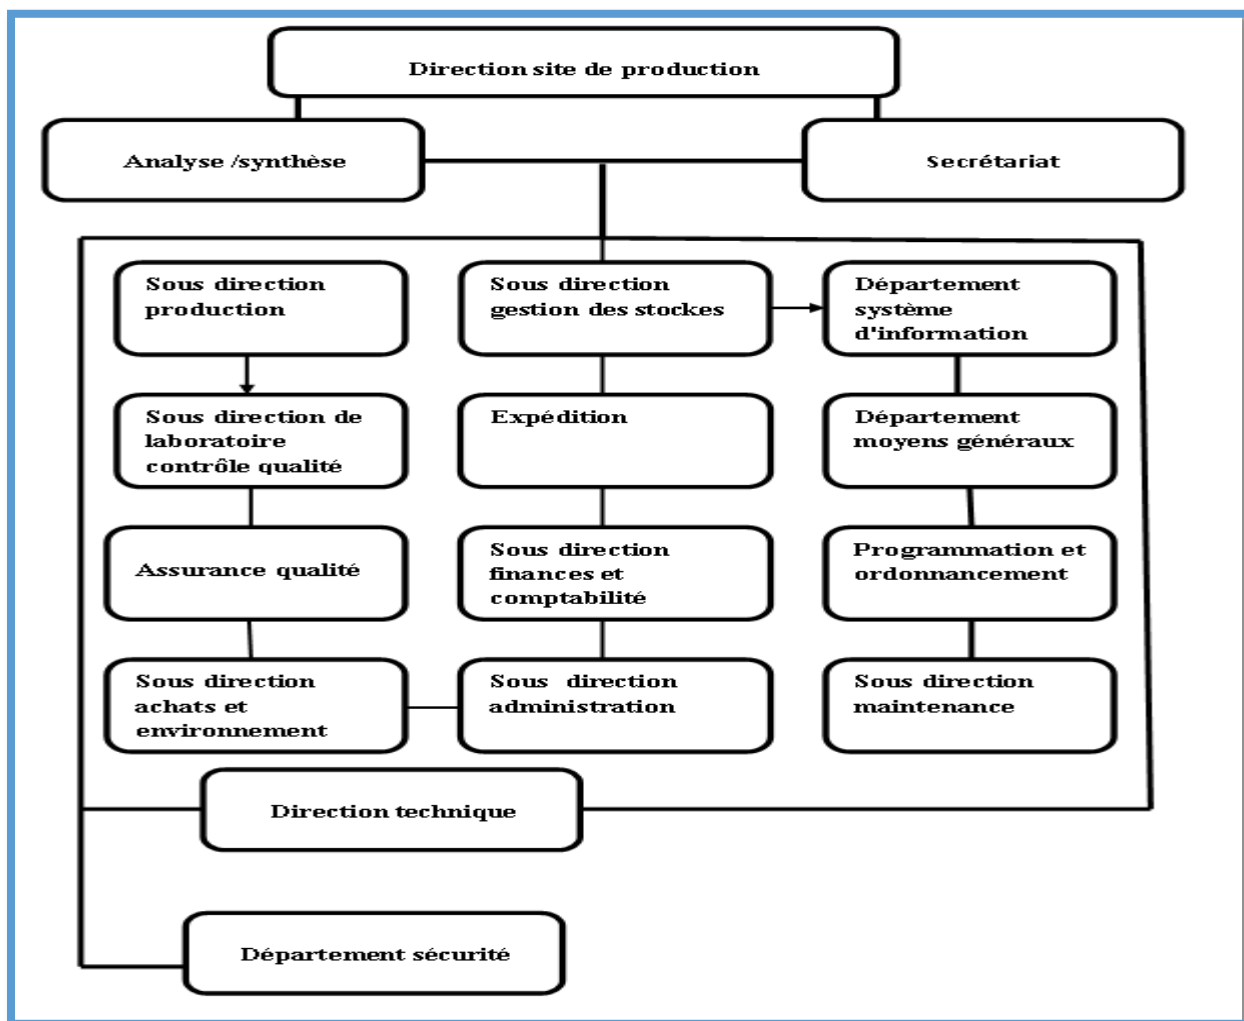 Direction site de production
Analyse /synthèse
Secrétariat
Sous direction
production
Sous direction
gestion des stockes
Département
système
d'information
Sous direction de
laboratoire
contrôle qualité
Expédition
Département
moyens généraux
Assurance qualité
Sous direction
finances et
comptabilité
Programmation et
ordonnancement
Sous direction
achats et
environnement
Sous direction
administration
Sous direction
maintenance
Direction technique
Département sécurité